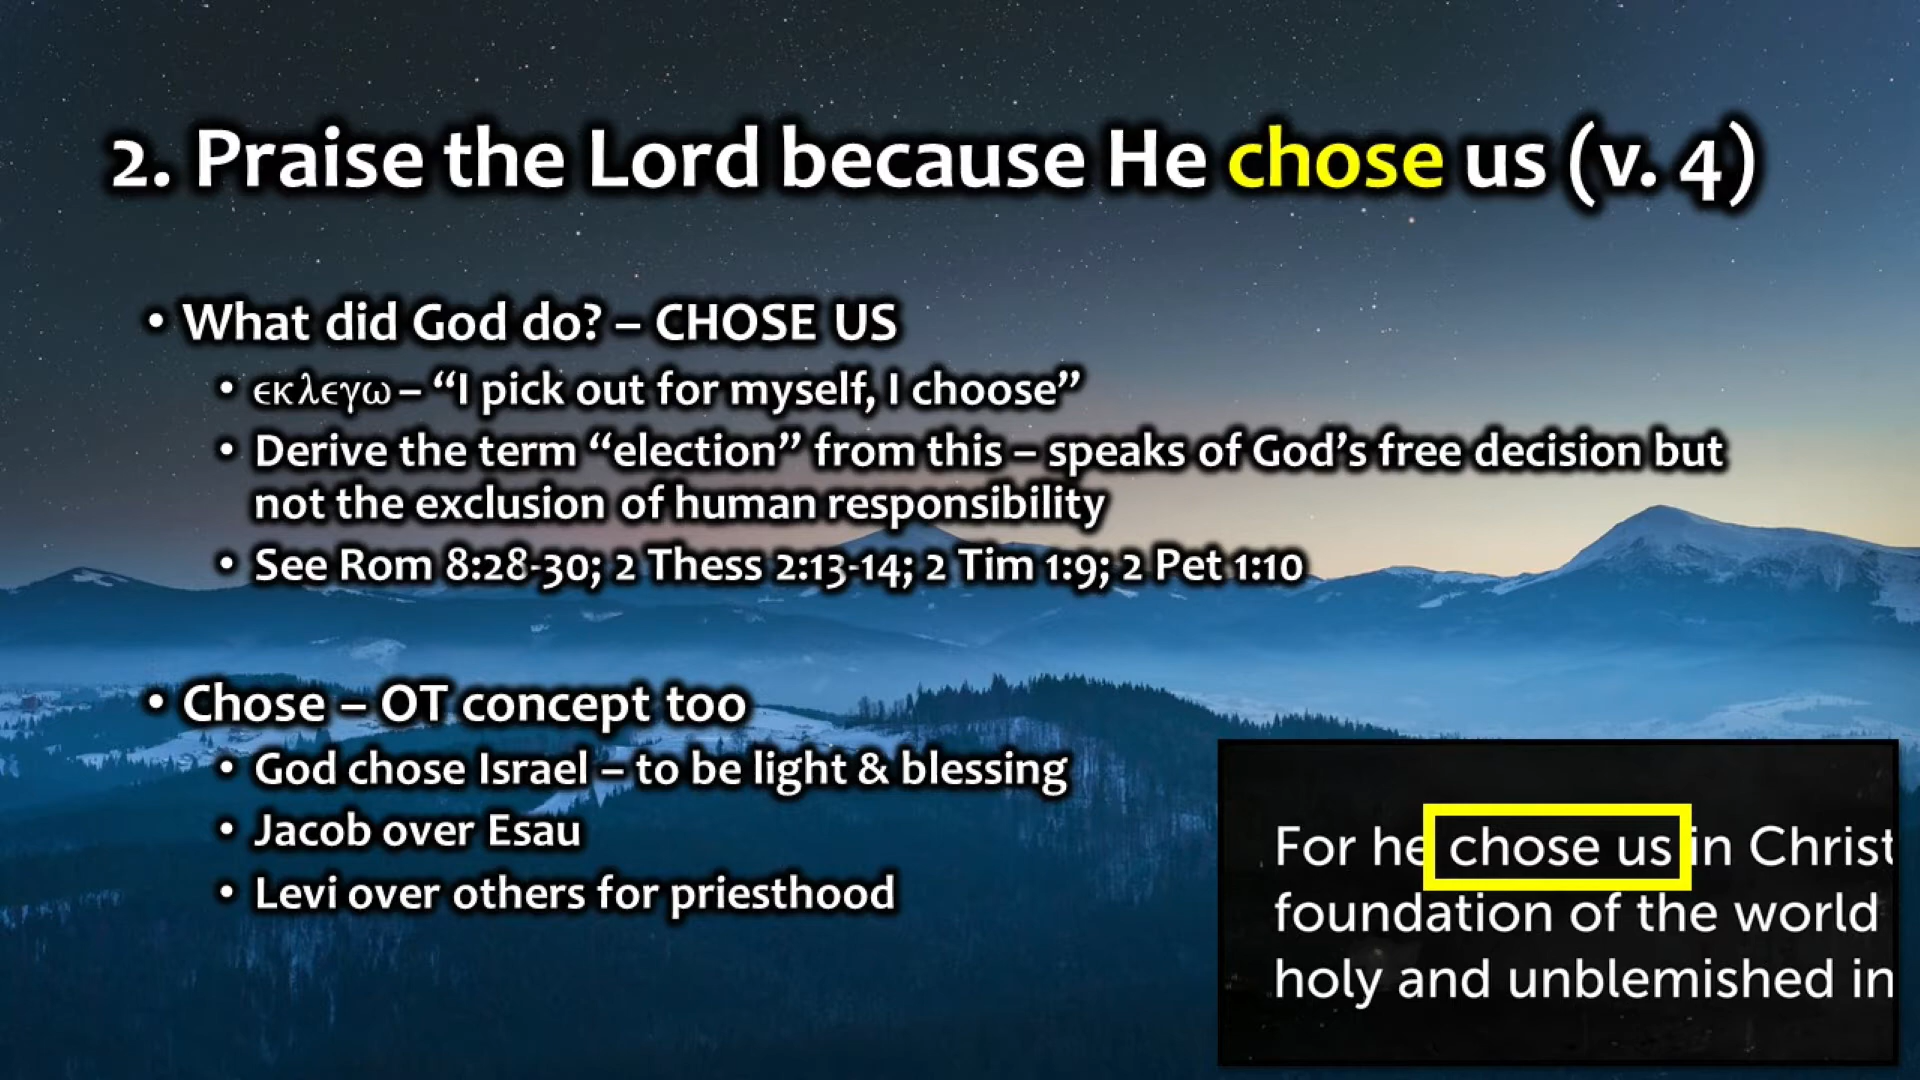 2. Praise the Lord because He chose us (v. 4)
• What did God do? – CHOSE US
• εκλεγω – “I pick out for myself, I choose”
• Derive the term “election” from this – speaks of God’s free decision but
not the exclusion of human responsibility
• See Rom 8:28-30; 2 Thess 2:13-14; 2 Tim 1:9; 2 Pet 1:10
• Chose – OT concept too
• God chose Israel – to be light & blessing
• Jacob over Esau
• Levi over others for priesthood
For he chose us in Christ
foundation of the world
holy and unblemished in